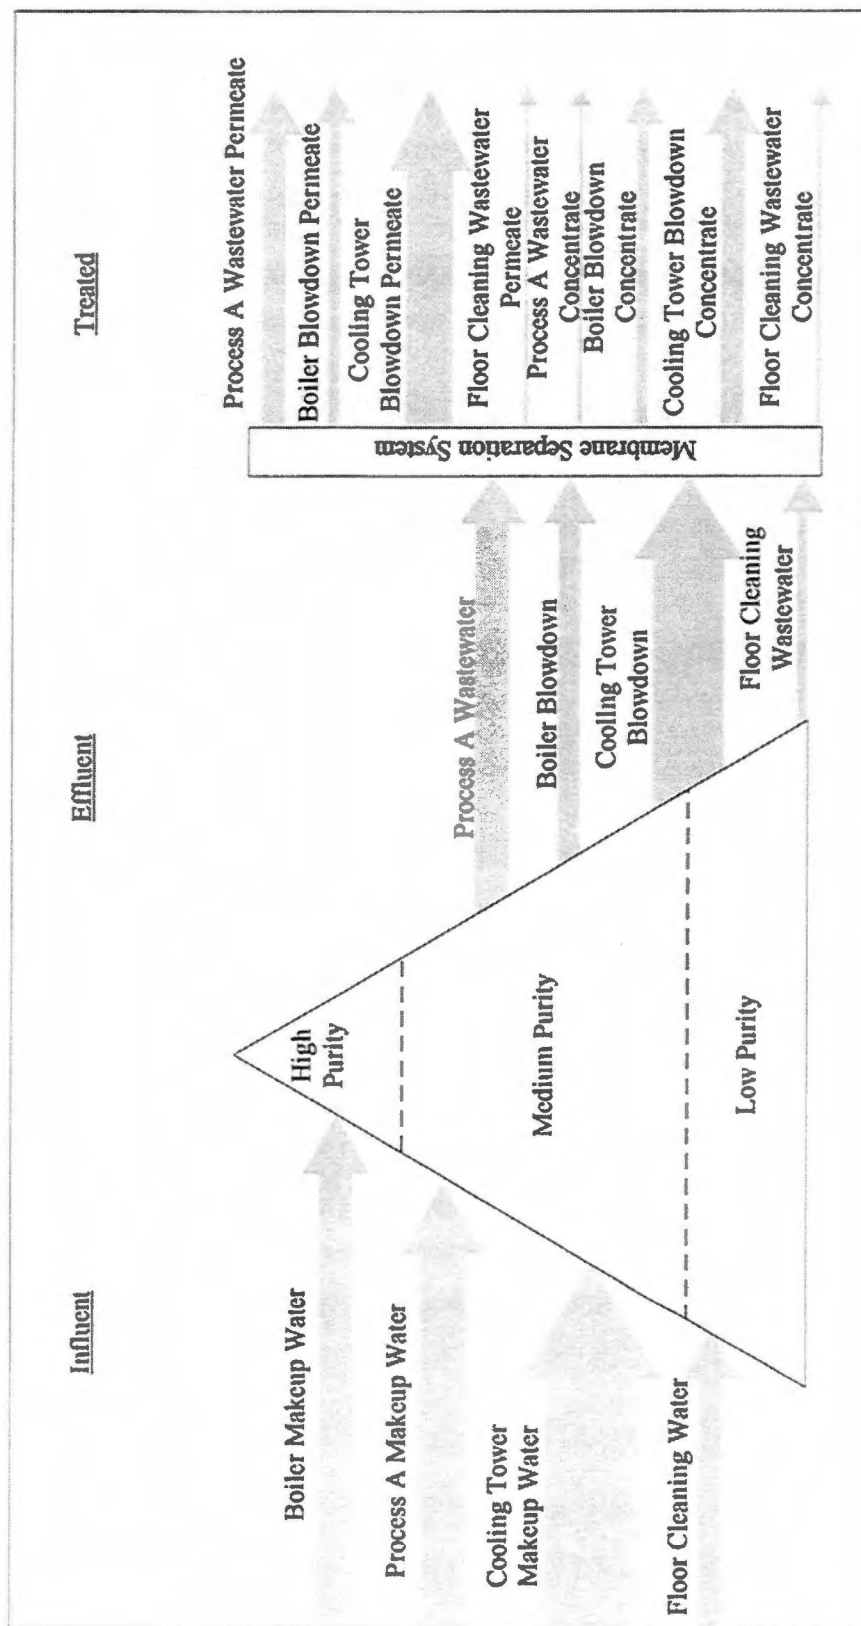 Influent
Effluent
Treated
Boiler Makeup Water
Process A Makeup Water
Cooling Tower
Makeup Water
Floor Cleaning Water
High
Purity
Medium Purity
Low Purity
Process A Wastewater
Boiler Blowdown
Cooling Tower
Blowdown
Floor Cleaning
Wastewater
Membrane Separation System
Process A Wastewater Permeate
Boiler Blowdown Permeate
Cooling Tower
Blowdown Permeate
Floor Cleaning Wastewater
Permeate
Process A Wastewater
Concentrate
Boiler Blowdown
Concentrate
Cooling Tower Blowdown
Concentrate
Floor Cleaning Wastewater
Concentrate